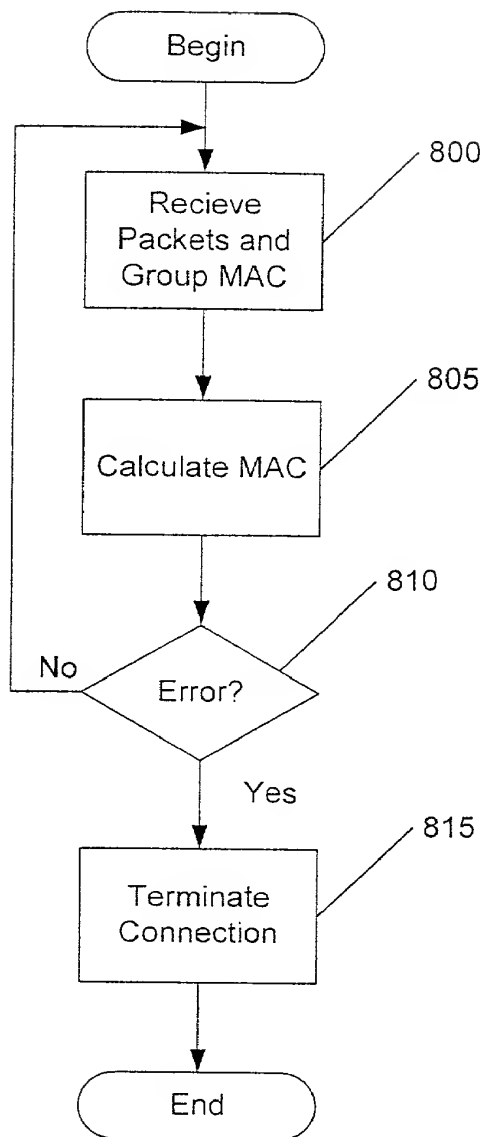 Begin
800
Recieve
Packets and
Group MAC
805
Calculate MAC
810
No
Error?
Yes
815
Terminate
Connection
End